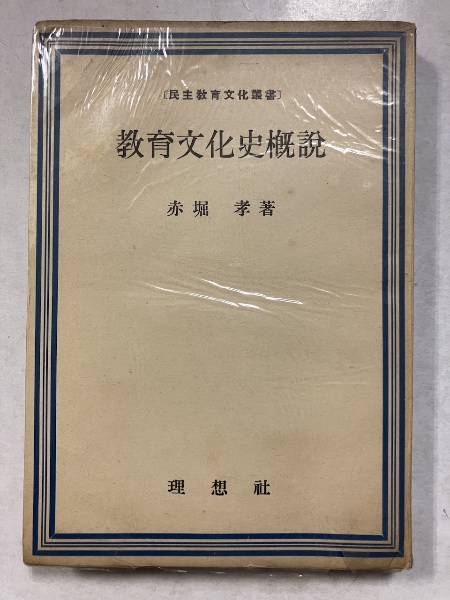 〔民主教育文化叢書〕
教育文化史概說
赤堀 孝著
理想社